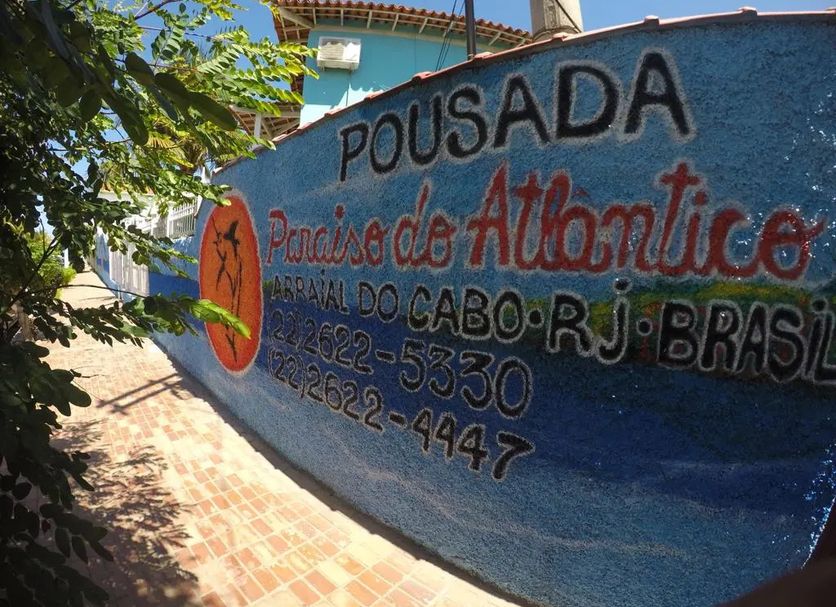 POUSADA
Paraiso do Atlântico
ARRAIAL DO CABO·RJ·BRASIL
(22)2622-5330
(22)2622-4447